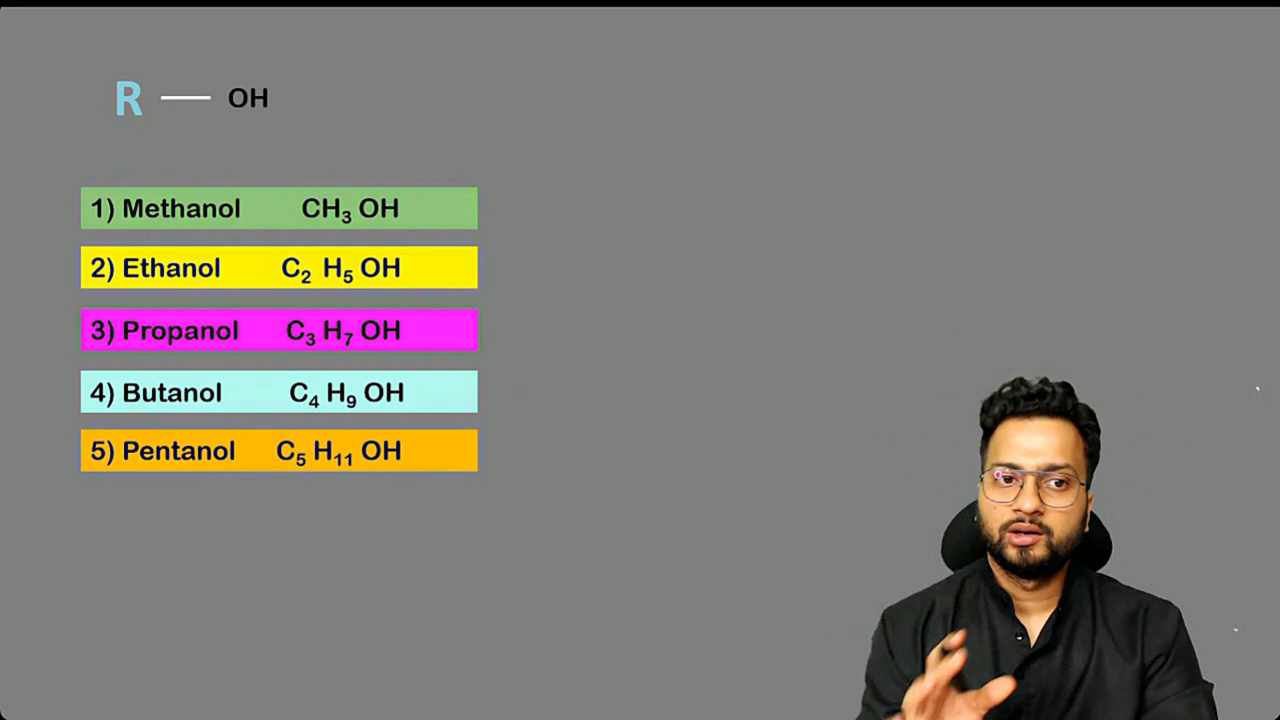 R — OH
1) Methanol CH₃ OH
2) Ethanol C₂ H₅ OH
3) Propanol C₃ H₇ OH
4) Butanol C₄ H₉ OH
5) Pentanol C₅ H₁₁ OH